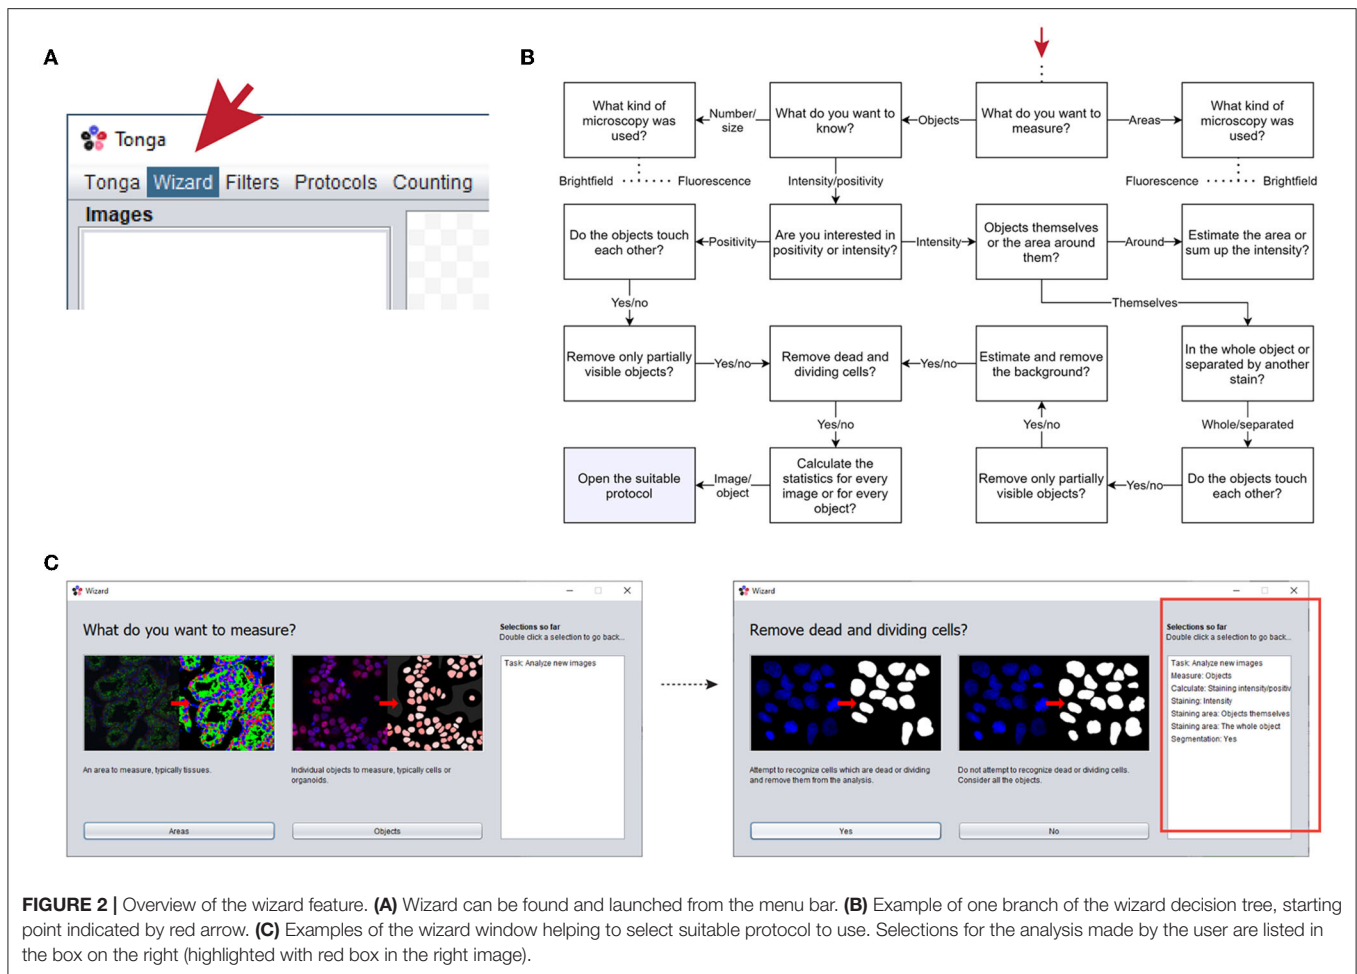 A
Tonga
Tonga Wizard Filters Protocols Counting
Images
B
What kind of
microscopy was
used?
Number/
size
What do you want to
know?
Objects
What do you want to
measure?
Areas
What kind of
microscopy was
used?
Brightfield
Fluorescence
Intensity/positivity
Fluorescence
Brightfield
Do the objects touch
each other?
Positivity
Are you interested in
positivity or intensity?
Intensity
Objects themselves
or the area around
them?
Around
Estimate the area or
sum up the intensity?
Yes/no
Themselves
Remove only partially
visible objects?
Yes/no
Remove dead and
dividing cells?
Yes/no
Estimate and remove
the background?
In the whole object or
separated by another
stain?
Yes/no
Yes/no
Whole/separated
Open the suitable
protocol
Image/
object
Calculate the
statistics for every
image or for every
object?
Remove only partially
visible objects?
Yes/no
Do the objects touch
each other?
C
Wizard
What do you want to measure?
An area to measure, typically tissues.
Individual objects to measure, typically cells or
organoids.
Areas
Objects
Selections so far
Double click a selection to go back...
Task: Analyze new images
Wizard
Remove dead and dividing cells?
Attempt to recognize cells which are dead or dividing
and remove them from the analysis.
Do not attempt to recognize dead or dividing cells.
Consider all the objects.
Yes
No
Selections so far
Double click a selection to go back...
Task: Analyze new images
Measure: Objects
Calculate: Staining intensity/positiv
Staining: Intensity
Staining area: Objects themselves
Staining area: The whole object
Segmentation: Yes
FIGURE 2 | Overview of the wizard feature. (A) Wizard can be found and launched from the menu bar. (B) Example of one branch of the wizard decision tree, starting
point indicated by red arrow. (C) Examples of the wizard window helping to select suitable protocol to use. Selections for the analysis made by the user are listed in
the box on the right (highlighted with red box in the right image).